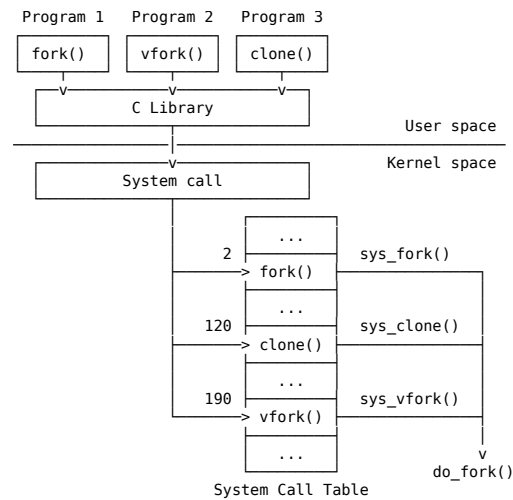 Program 1 Program 2 Program 3
fork() vfork() clone()
C Library
User space
Kernel space
System call
...
2 fork() sys_fork()
...
120 clone() sys_clone()
...
190 vfork() sys_vfork()
...
do_fork()
System Call Table